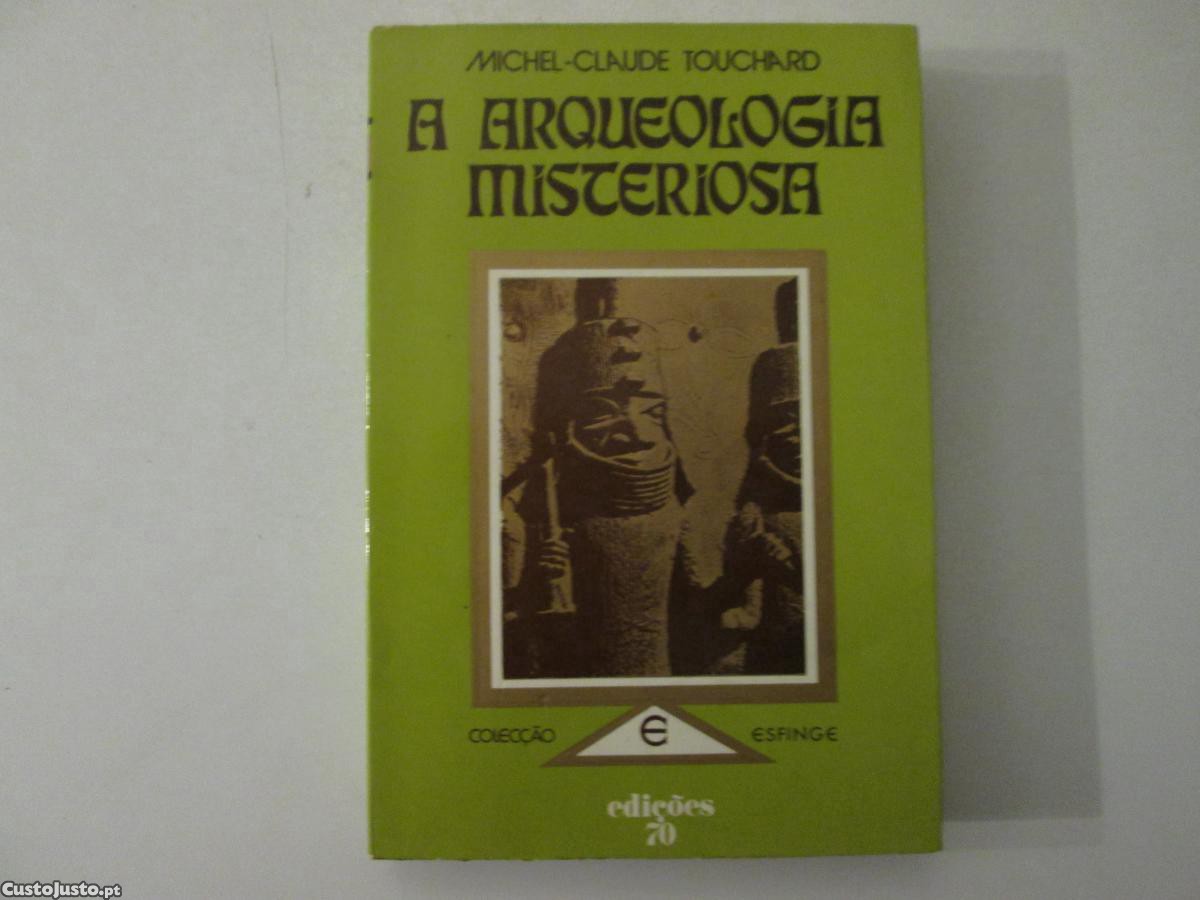 MICHEL-CLAUDE TOUCHARD
A ARQUEOLOGIA
MISTERIOSA
COLECÇÃO E ESFINGE
edições
70
CustoJusto.pt